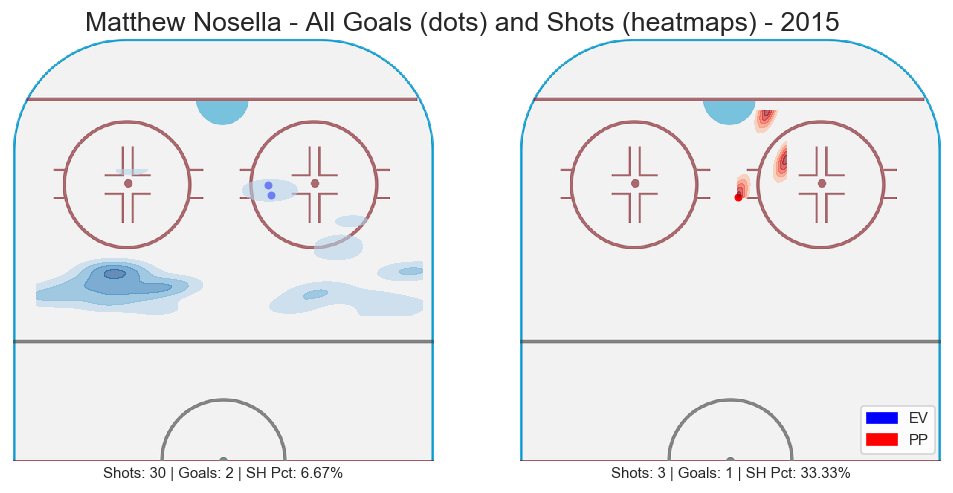 Matthew Nosella - All Goals (dots) and Shots (heatmaps) - 2015
EV
PP
Shots: 30 | Goals: 2 | SH Pct: 6.67%
Shots: 3 | Goals: 1 | SH Pct: 33.33%